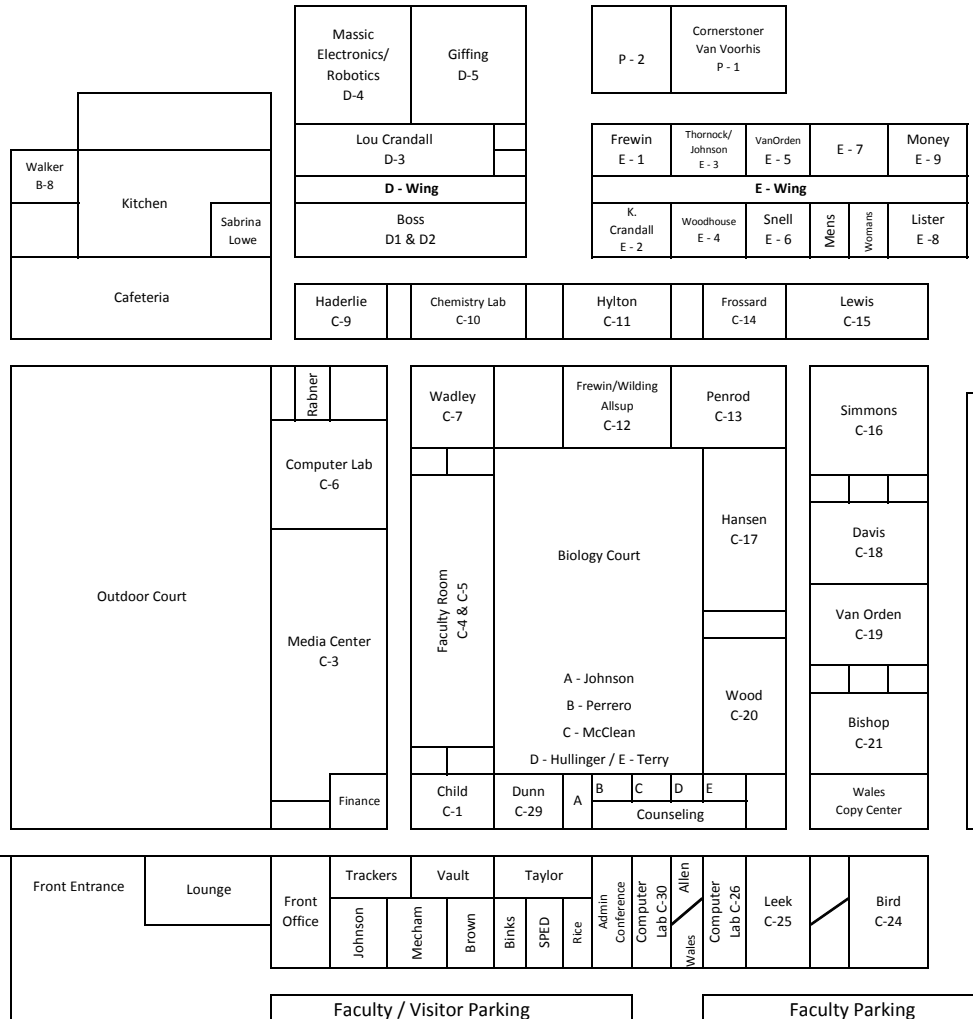 Massic
Electronics/
Robotics
D-4
Giffing
D-5
P - 2
Cornerstoner
Van Voorhis
P - 1
Lou Crandall
D-3
Frewin
E - 1
Thornock/
Johnson
E - 3
VanOrden
E - 5
E - 7
Money
E - 9
Walker
B-8
Kitchen
Sabrina
Lowe
D - Wing
E - Wing
Boss
D1 & D2
K.
Crandall
E - 2
Woodhouse
E - 4
Snell
E - 6
Mens
Womans
Lister
E -8
Cafeteria
Haderlie
C-9
Chemistry Lab
C-10
Hylton
C-11
Frossard
C-14
Lewis
C-15
Rabner
Wadley
C-7
Frewin/Wilding
Allsup
C-12
Penrod
C-13
Simmons
C-16
Computer Lab
C-6
Hansen
C-17
Davis
C-18
Outdoor Court
Faculty Room
C-4 & C-5
Biology Court
Van Orden
C-19
Media Center
C-3
A - Johnson
B - Perrero
C - McClean
D - Hullinger / E - Terry
Wood
C-20
Bishop
C-21
Finance
Child
C-1
Dunn
C-29
A
B
C
D
E
Counseling
Wales
Copy Center
Front Entrance
Lounge
Front
Office
Trackers
Vault
Taylor
Johnson
Mecham
Brown
Binks
SPED
Rice
Admin
Conference
Computer
Lab C-30
Allen
Wales
Computer
Lab C-26
Leek
C-25
Bird
C-24
Faculty / Visitor Parking
Faculty Parking